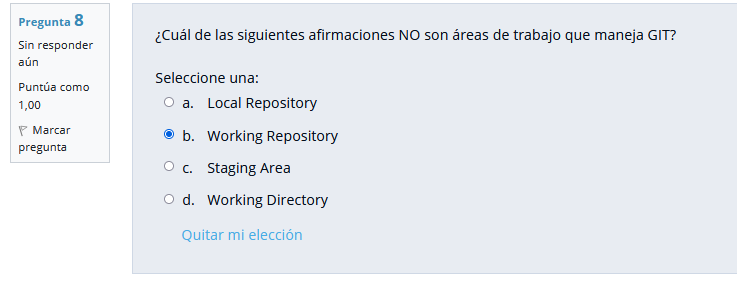 Pregunta 8
Sin responder
aún
Puntúa como
1,00
Marcar
pregunta
¿Cuál de las siguientes afirmaciones NO son áreas de trabajo que maneja GIT?
Seleccione una:
a. Local Repository
b. Working Repository
c. Staging Area
d. Working Directory
Quitar mi elección